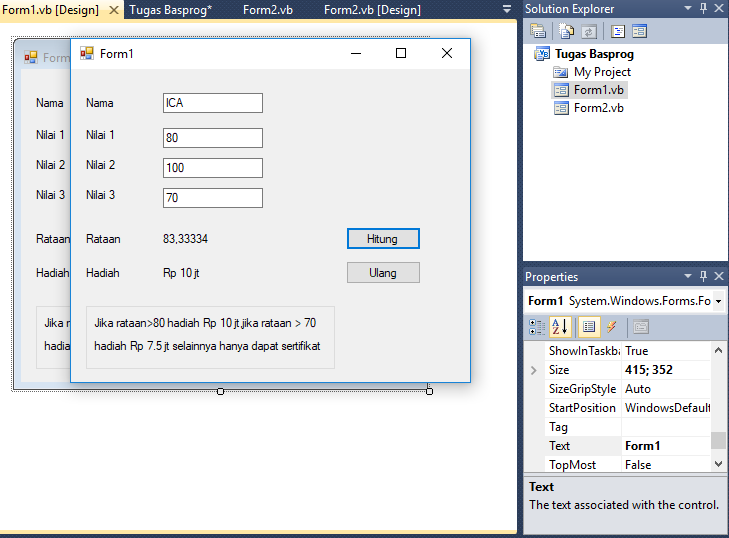 Form1.vb [Design] Tugas Basprog* Form2.vb Form2.vb [Design]
Form1
Nama
Nilai 1
Nilai 2
Nilai 3
Rataan
Hadiah
Jika r
hadia
Form1
Nama ICA
Nilai 1 80
Nilai 2 100
Nilai 3 70
Rataan 83,33334 Hitung
Hadiah Rp 10 jt Ulang
Jika rataan>80 hadiah Rp 10 jt,jika rataan > 70
hadiah Rp 7.5 jt selainnya hanya dapat sertifikat
Solution Explorer
Tugas Basprog
My Project
Form1.vb
Form2.vb
Properties
Form1 System.Windows.Forms.Fo
ShowInTaskba True
Size 415; 352
SizeGripStyle Auto
StartPosition WindowsDefault
Tag
Text Form1
TopMost False
Text
The text associated with the control.